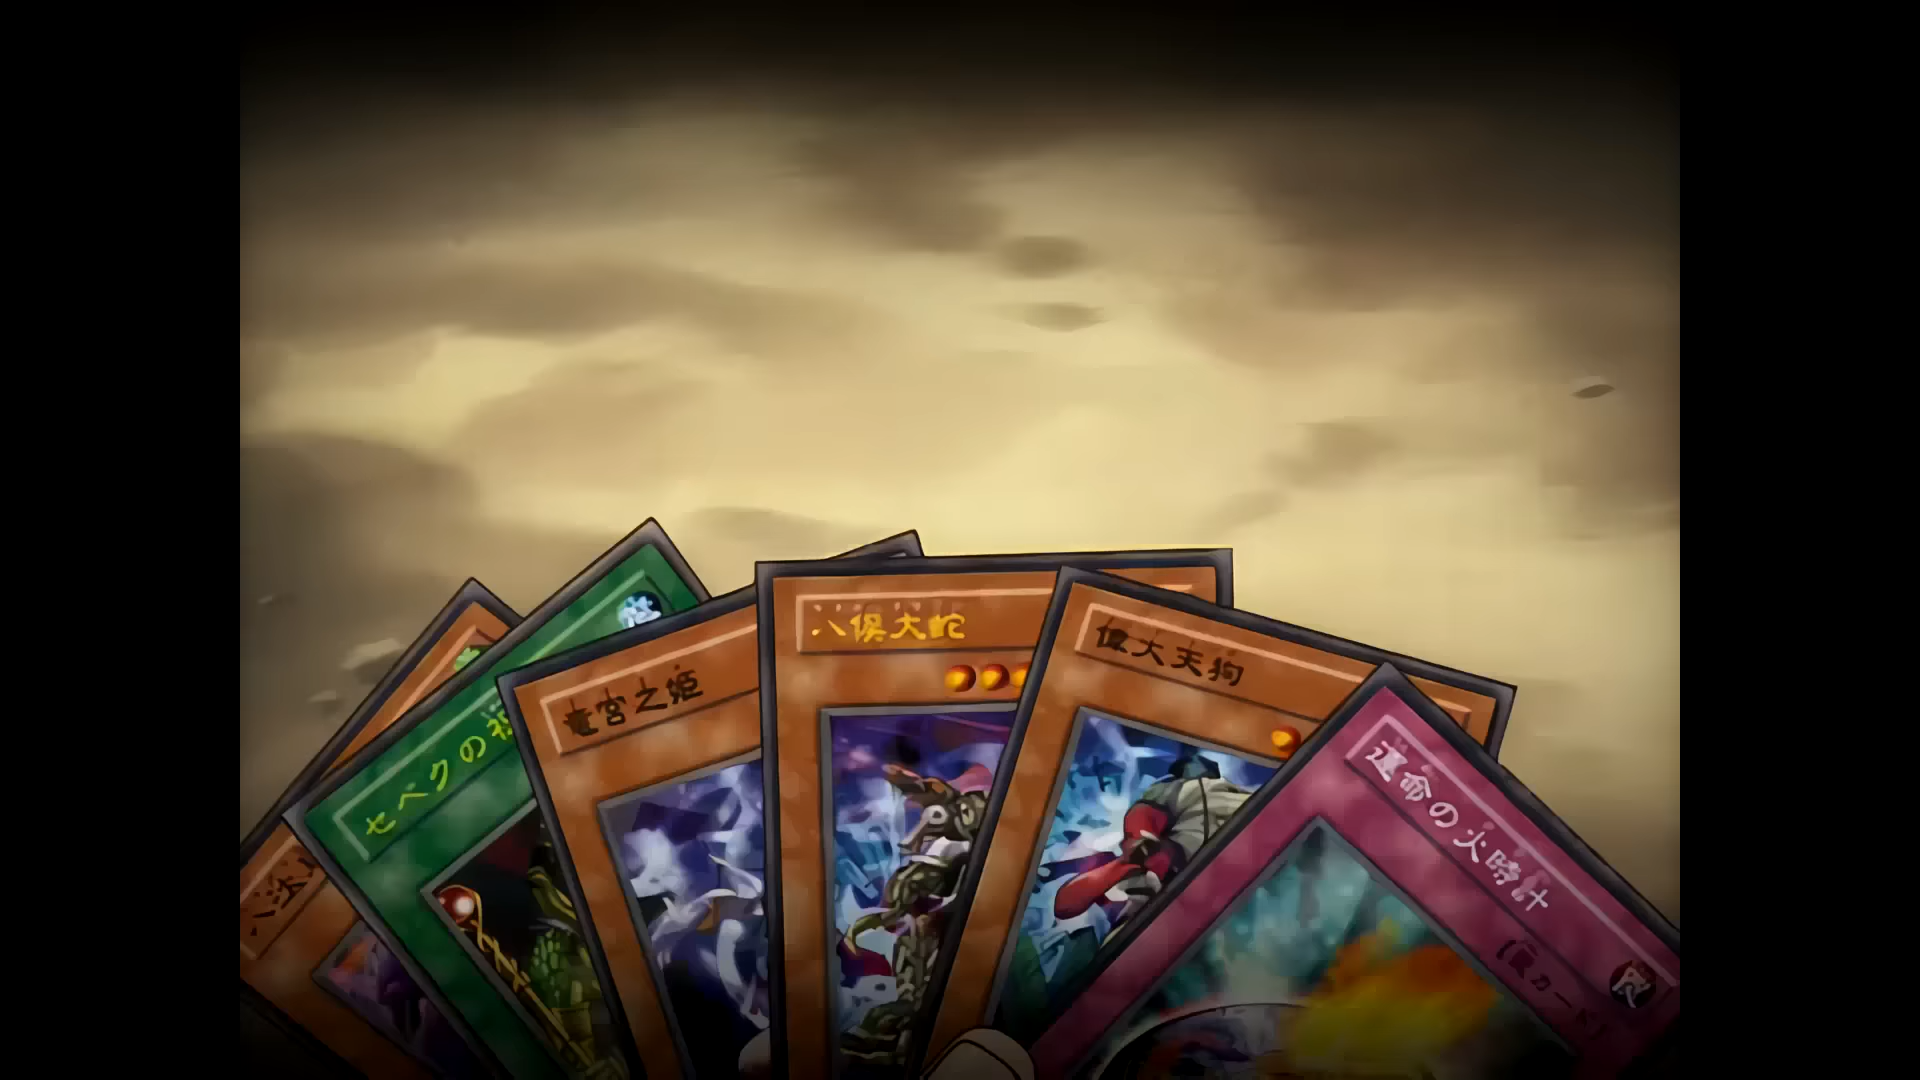 セベクの祝
竜宮之姫
八俣大蛇
偉大天狗
運命の火時計